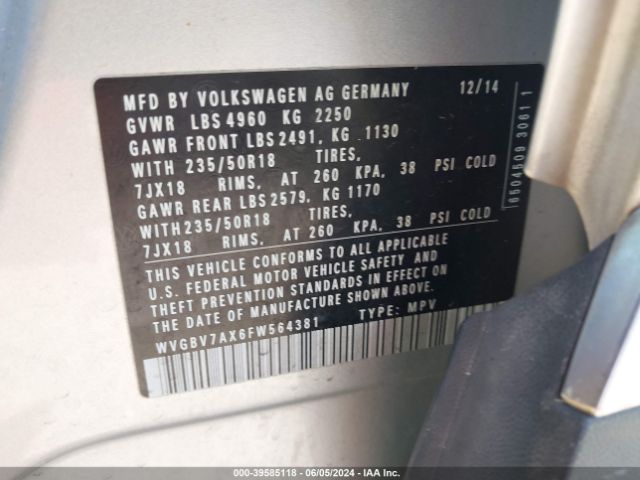 MFD BY VOLKSWAGEN AG GERMANY 12/14
GVWR LBS 4960 KG 2250
GAWR FRONT LBS 2491, KG 1130
WITH 235/50R18 TIRES,
7JX18 RIMS, AT 260 KPA, 38 PSI COLD
GAWR REAR LBS 2579, KG 1170
WITH 235/50R18 TIRES,
7JX18 RIMS, AT 260 KPA, 38 PSI COLD
THIS VEHICLE CONFORMS TO ALL APPLICABLE
U.S. FEDERAL MOTOR VEHICLE SAFETY AND
THEFT PREVENTION STANDARDS IN EFFECT ON
THE DATE OF MANUFACTURE SHOWN ABOVE.
WVGBV7AX6FW564381 TYPE: MPV
6504509 3061 1
000-39585118 - 06/05/2024 - IAA Inc.